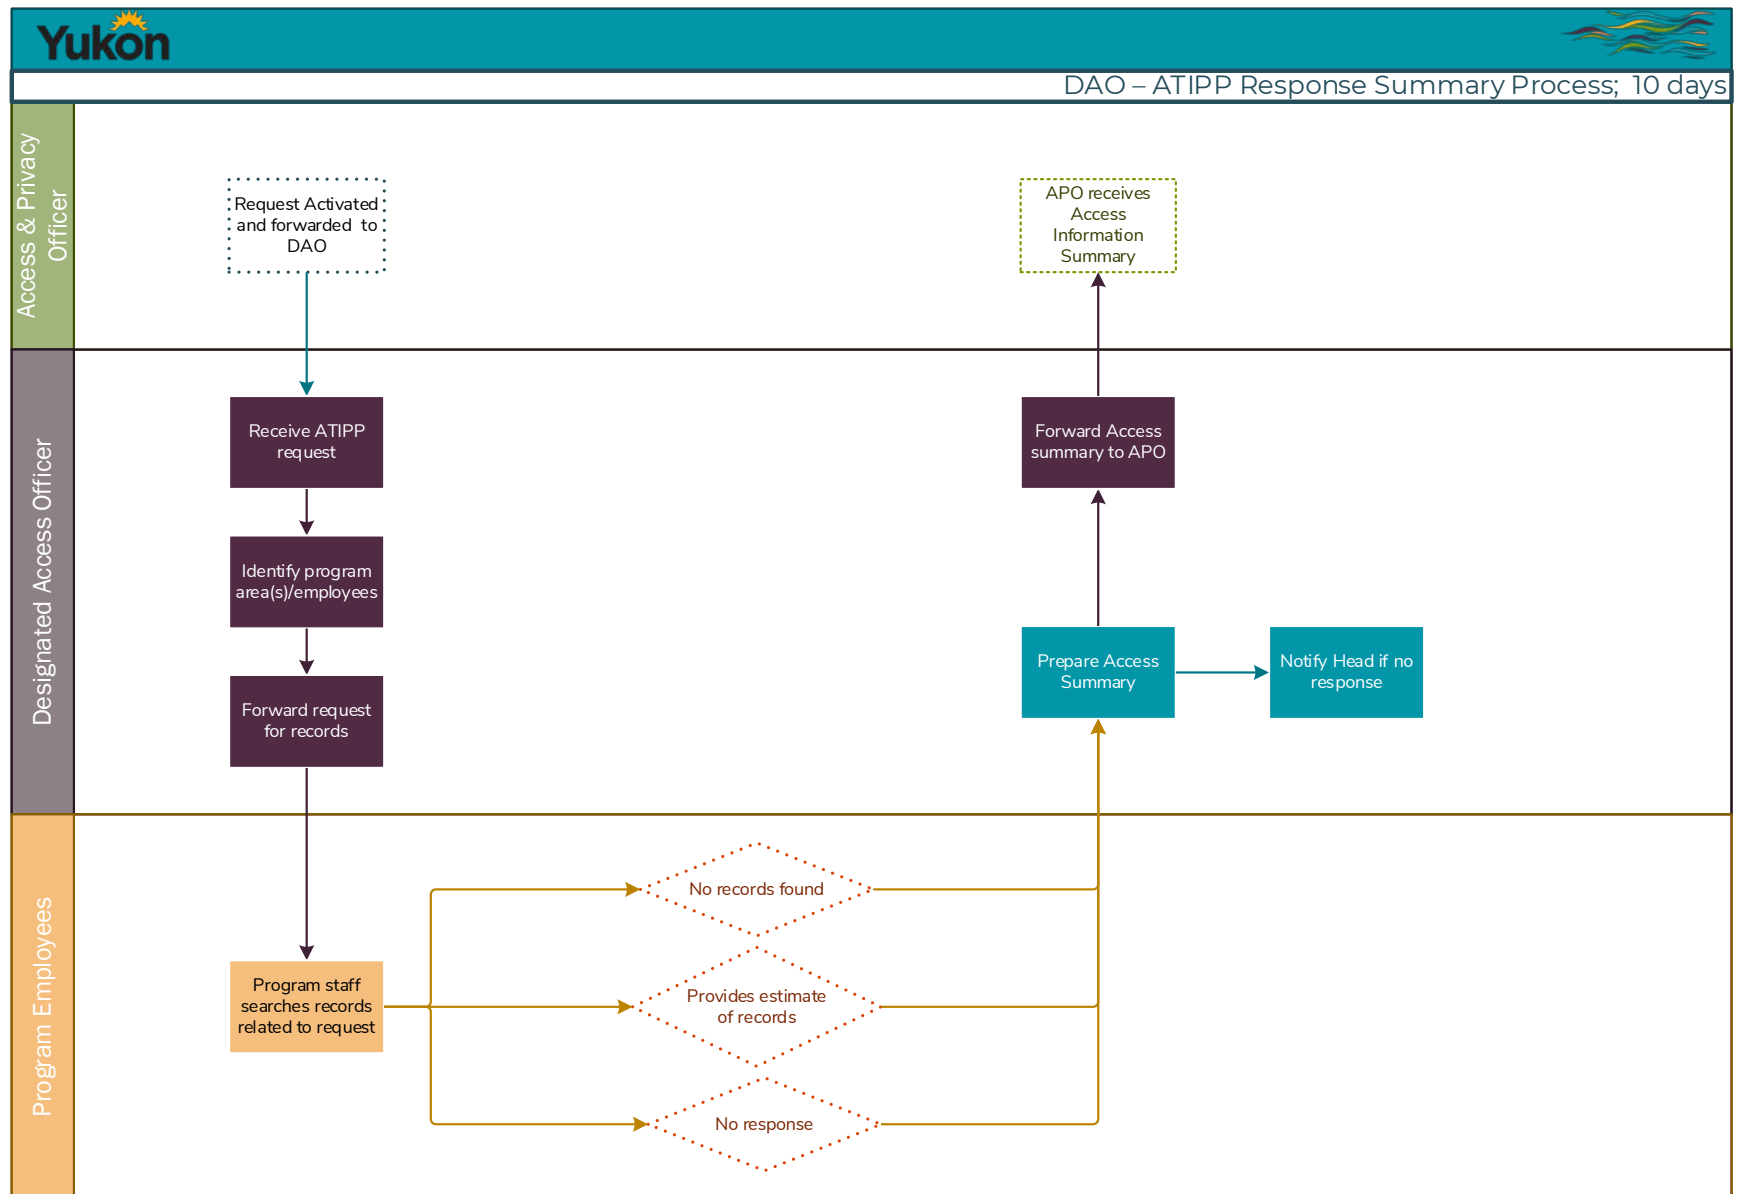 Yukon
DAO – ATIPP Response Summary Process;  10 days
Access & Privacy
Officer
Request Activated
and forwarded  to
DAO
APO receives
Access
Information
Summary
Designated Access Officer
Receive ATIPP
request
Forward Access
summary to APO
Identify program
area(s)/employees
Prepare Access
Summary
Notify Head if no
response
Forward request
for records
Program Employees
Program staff
searches records
related to request
No records found
Provides estimate
of records
No response